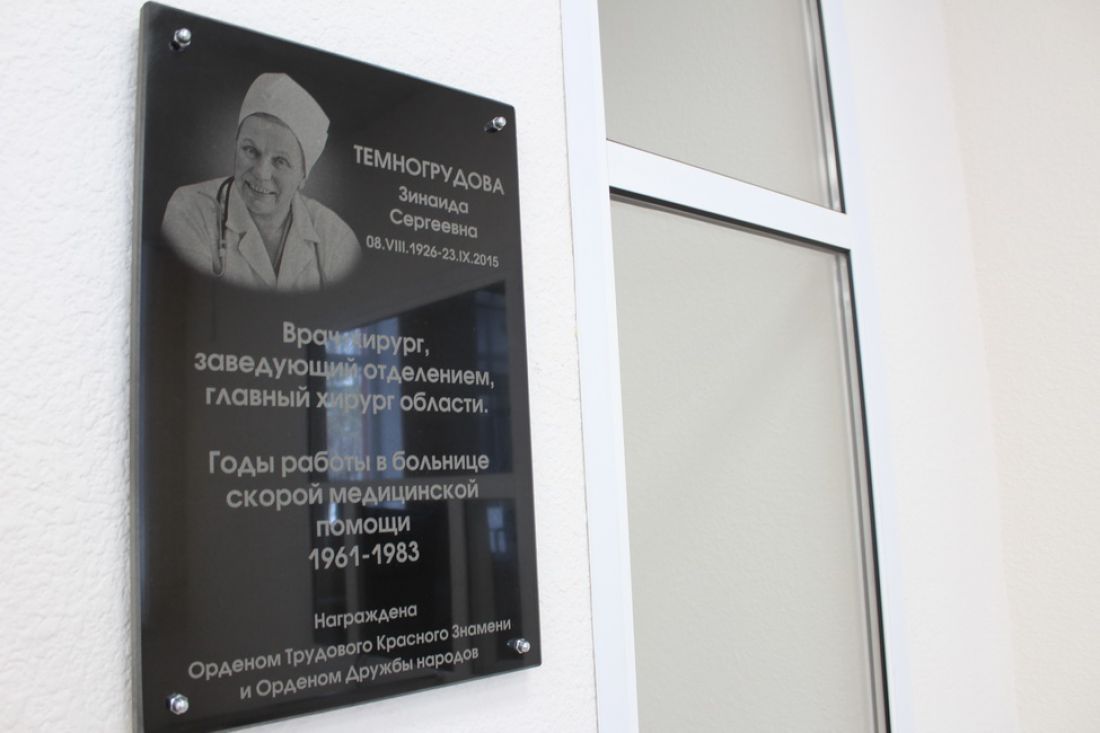 ТЕМНОГРУДОВА
Зинаида
Сергеевна
08.VIII.1926-23.IX.2015
Врач-хирург,
заведующий отделением,
главный хирург области.
Годы работы в больнице
скорой медицинской
помощи
1961-1983
Награждена
Орденом Трудового Красного Знамени
и Орденом Дружбы народов